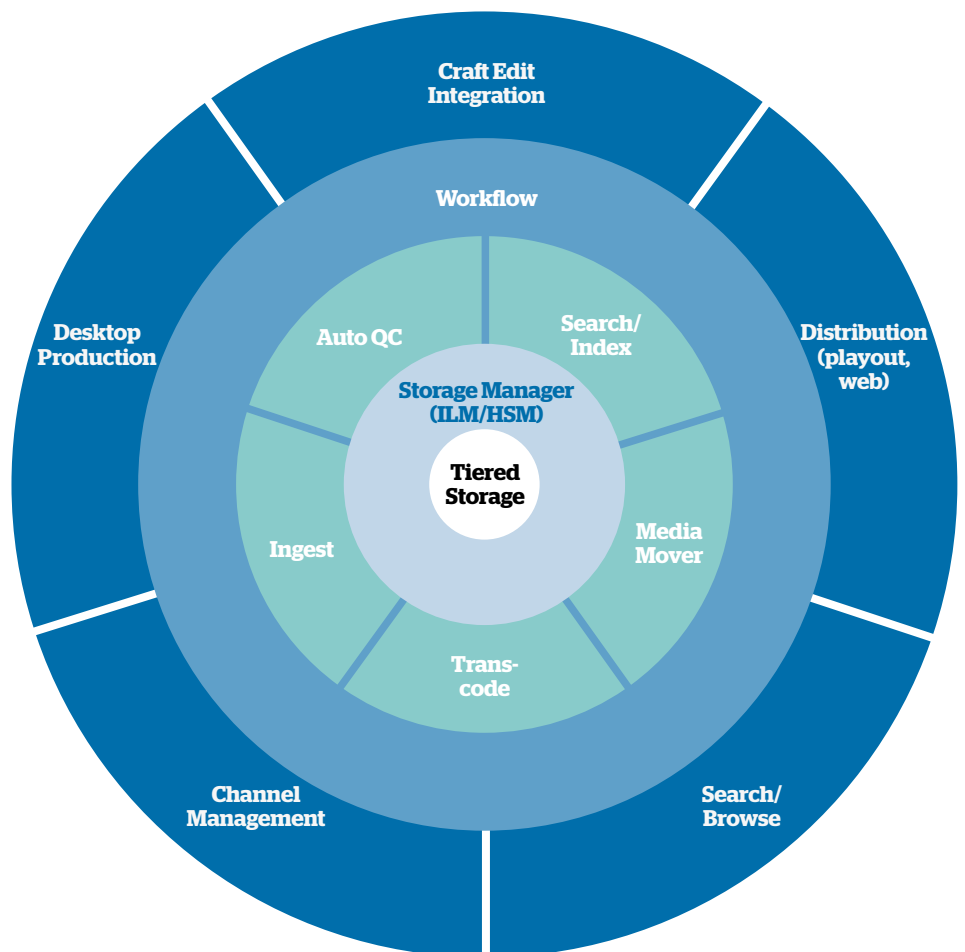 Craft Edit
Integration
Workflow
Desktop
Production
Auto QC
Search/
Index
Distribution
(playout,
web)
Storage Manager
(ILM/HSM)
Tiered
Storage
Ingest
Media
Mover
Trans-
code
Channel
Management
Search/
Browse